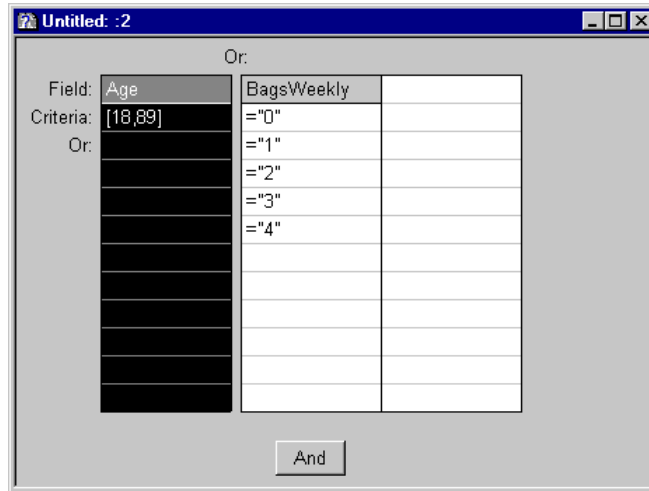 Untitled: :2
Or:
Field: Age BagsWeekly
Criteria: [18,89] ="0"
Or: ="1"
="2"
="3"
="4"
And